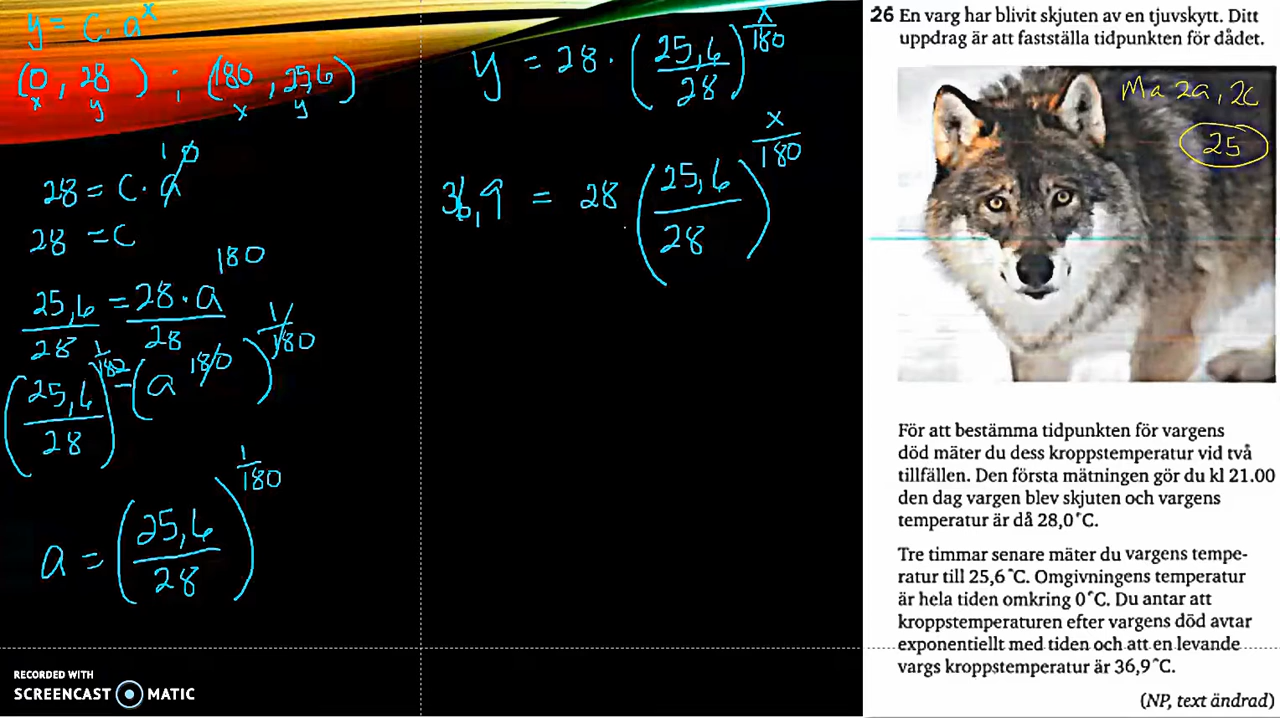 y = C · a^x
(0, 28) ; (180, 25,6)
x y x y
28 = C · a^0 1
28 = C
25,6/28 = 28 · a^180/28
(25,6/28)^1/180 = (a^180)^1/180
a = (25,6/28)^1/180
y = 28 · (25,6/28)^x/180
36,9 = 28 (25,6/28)^x/180
26 En varg har blivit skjuten av en tjuvskytt. Ditt
uppdrag är att fastställa tidpunkten för dådet.
Ma 2a, 2c
25
För att bestämma tidpunkten för vargens
död mäter du dess kroppstemperatur vid två
tillfällen. Den första mätningen gör du kl 21.00
den dag vargen blev skjuten och vargens
temperatur är då 28,0°C.
Tre timmar senare mäter du vargens tempe-
ratur till 25,6°C. Omgivningens temperatur
är hela tiden omkring 0°C. Du antar att
kroppstemperaturen efter vargens död avtar
exponentiellt med tiden och att en levande
vargs kroppstemperatur är 36,9°C.
(NP, text ändrad)
RECORDED WITH
SCREENCAST MATIC